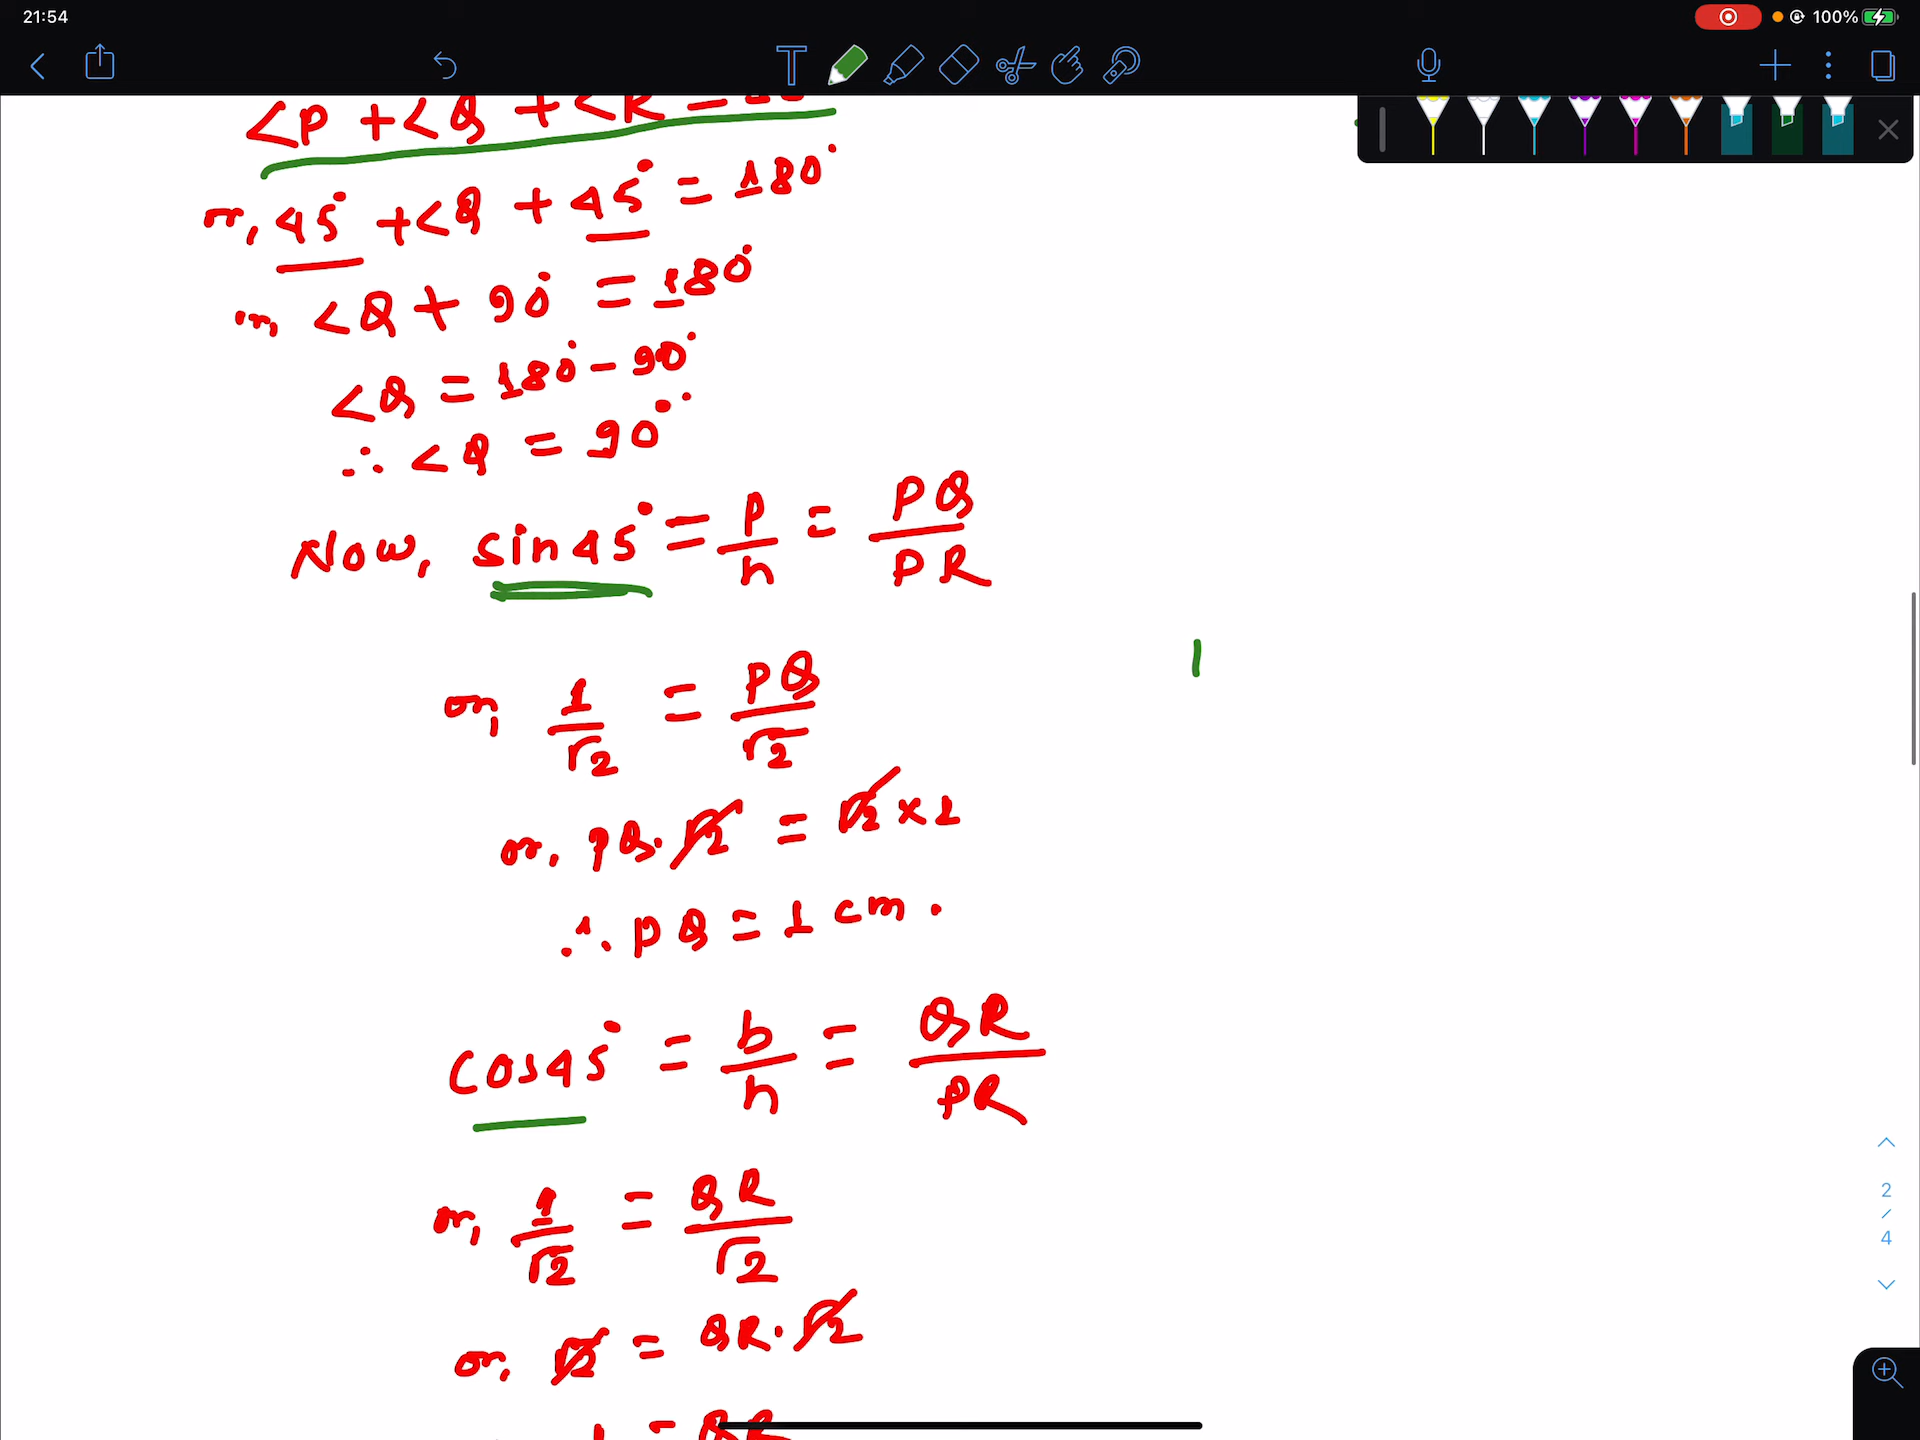 21:54
100%
<P + <Q + <R =
or, 45° + <Q + 45° = 180°
or, <Q + 90° = 180°
<Q = 180° - 90°
∴ <Q = 90°
Now, sin45° = p/h = PQ/PR
or, 1/√2 = PQ/√2
or, PQ.√2 = √2 × 1
∴ PQ = 1 cm.
cos45° = b/h = QR/PR
or, 1/√2 = QR/√2
or, √2 = QR.√2
= QR
2
/
4